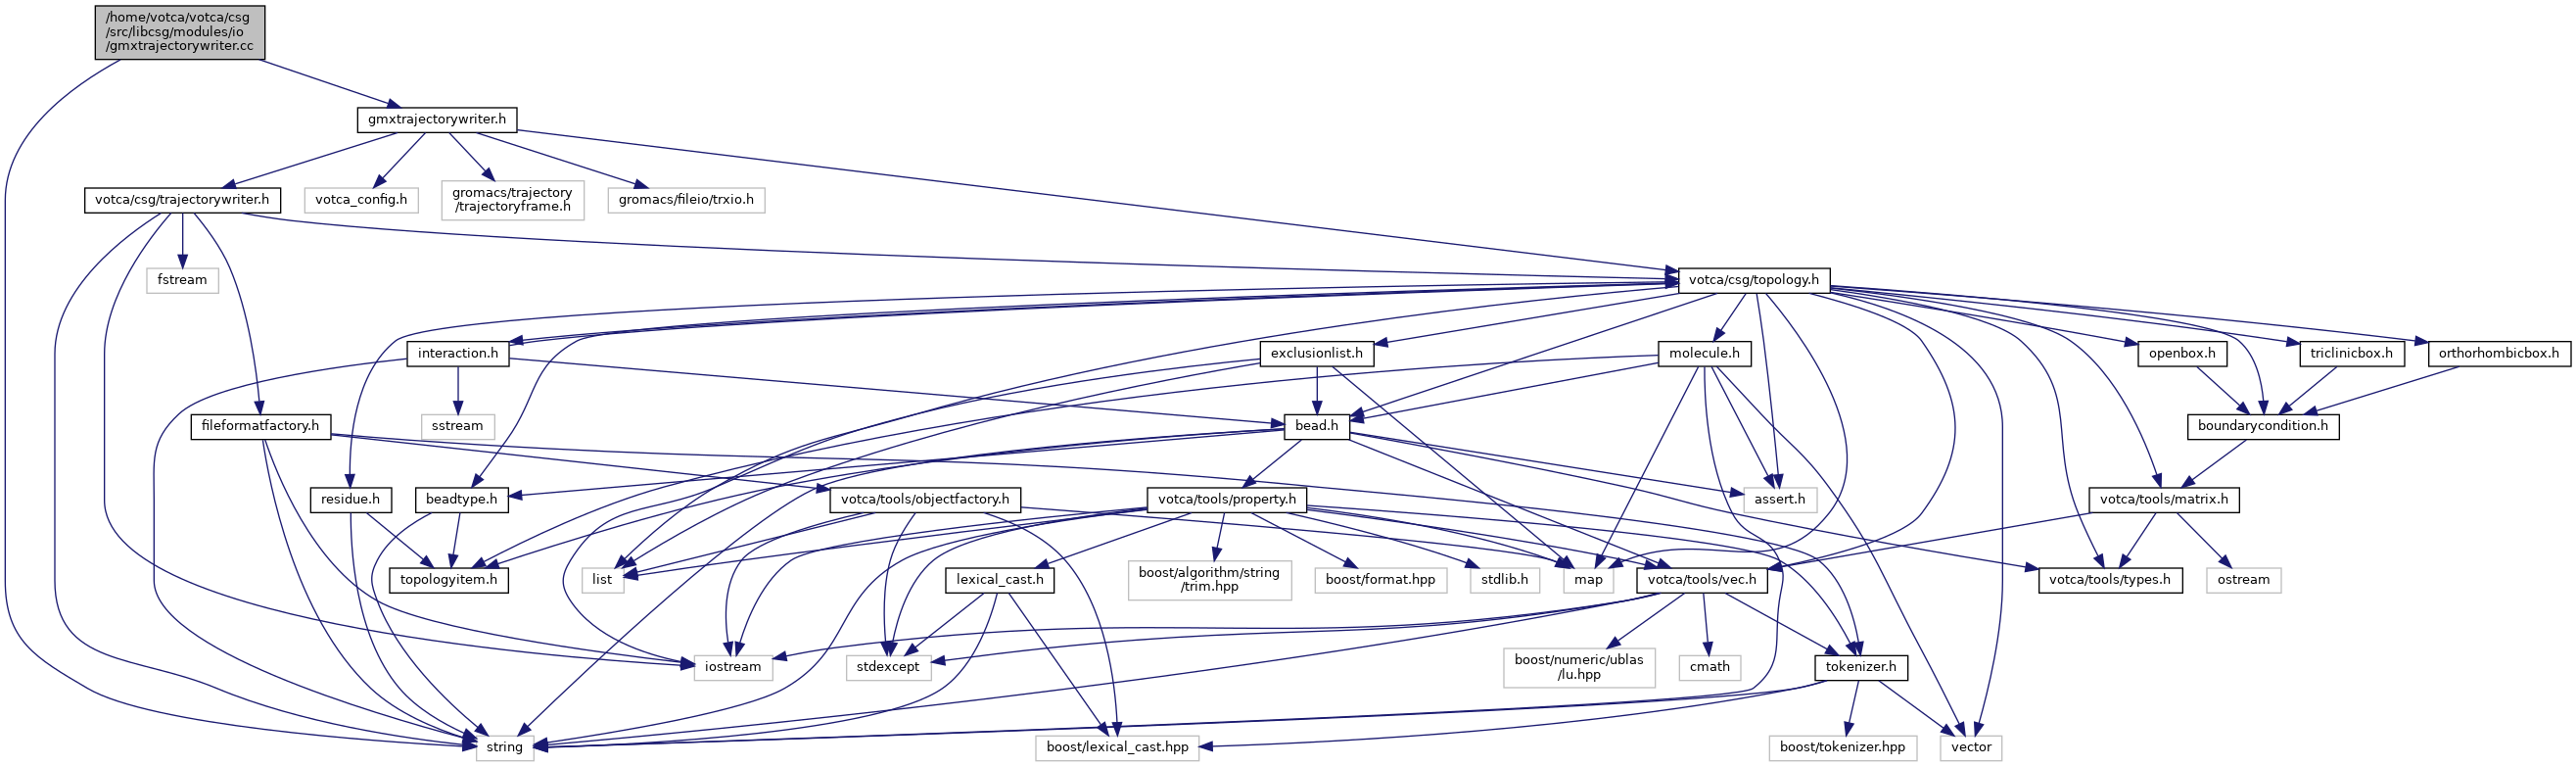 /home/votca/votca/csg
/src/libcsg/modules/io
/gmxtrajectorywriter.cc
gmxtrajectorywriter.h
votca/csg/trajectorywriter.h
votca_config.h
gromacs/trajectory
/trajectoryframe.h
gromacs/fileio/trxio.h
fstream
votca/csg/topology.h
interaction.h
exclusionlist.h
molecule.h
openbox.h
triclinicbox.h
orthorhombicbox.h
fileformatfactory.h
sstream
bead.h
boundarycondition.h
residue.h
beadtype.h
votca/tools/objectfactory.h
votca/tools/property.h
assert.h
votca/tools/matrix.h
topologyitem.h
list
lexical_cast.h
boost/algorithm/string
/trim.hpp
boost/format.hpp
stdlib.h
map
votca/tools/vec.h
votca/tools/types.h
ostream
iostream
stdexcept
boost/numeric/ublas
/lu.hpp
cmath
tokenizer.h
string
boost/lexical_cast.hpp
boost/tokenizer.hpp
vector